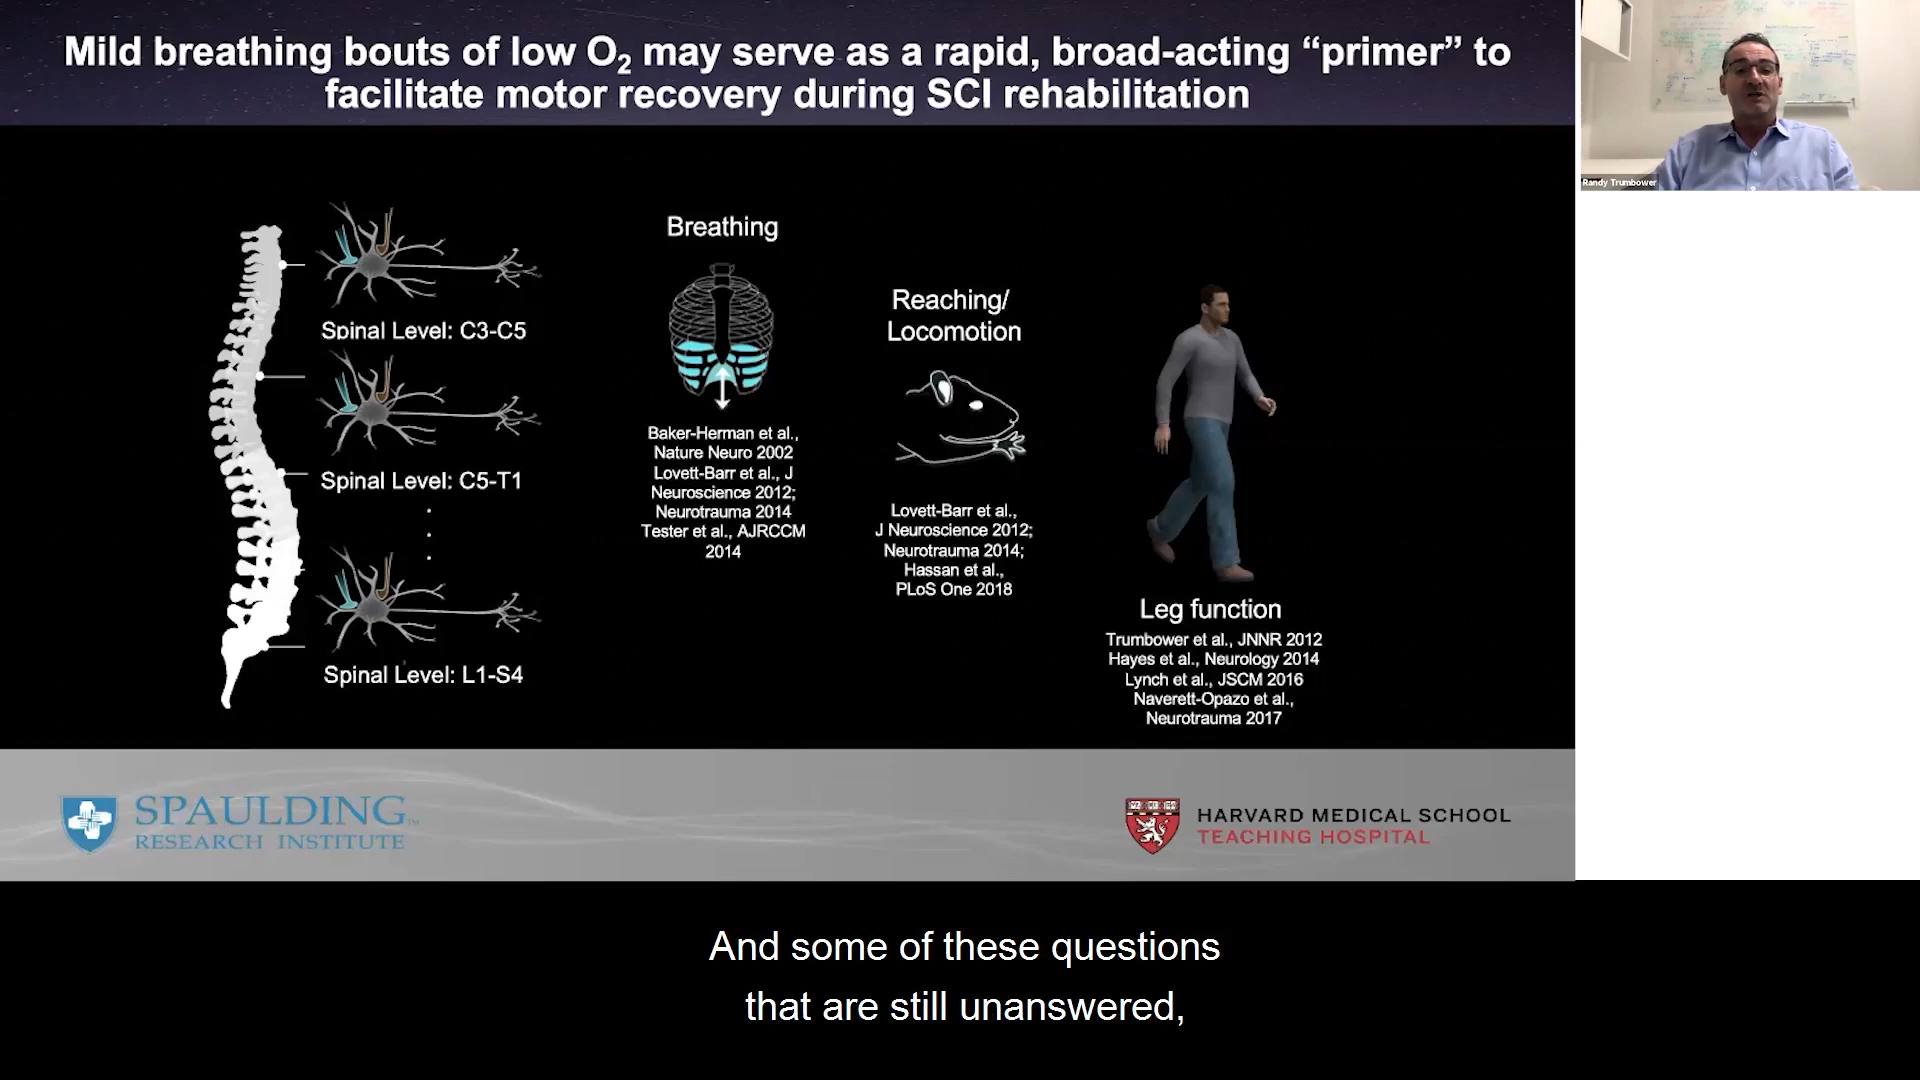 Mild breathing bouts of low O₂ may serve as a rapid, broad-acting “primer” to
facilitate motor recovery during SCI rehabilitation
Randy Trumbower
Spinal Level: C3-C5
Spinal Level: C5-T1
Spinal Level: L1-S4
Breathing
Baker-Herman et al.,
Nature Neuro 2002
Lovett-Barr et al., J
Neuroscience 2012;
Neurotrauma 2014
Tester et al., AJRCCM
2014
Reaching/
Locomotion
Lovett-Barr et al.,
J Neuroscience 2012;
Neurotrauma 2014;
Hassan et al.,
PLoS One 2018
Leg function
Trumbower et al., JNNR 2012
Hayes et al., Neurology 2014
Lynch et al., JSCM 2016
Naverett-Opazo et al.,
Neurotrauma 2017
SPAULDING™
RESEARCH INSTITUTE
HARVARD MEDICAL SCHOOL
TEACHING HOSPITAL
And some of these questions
that are still unanswered,